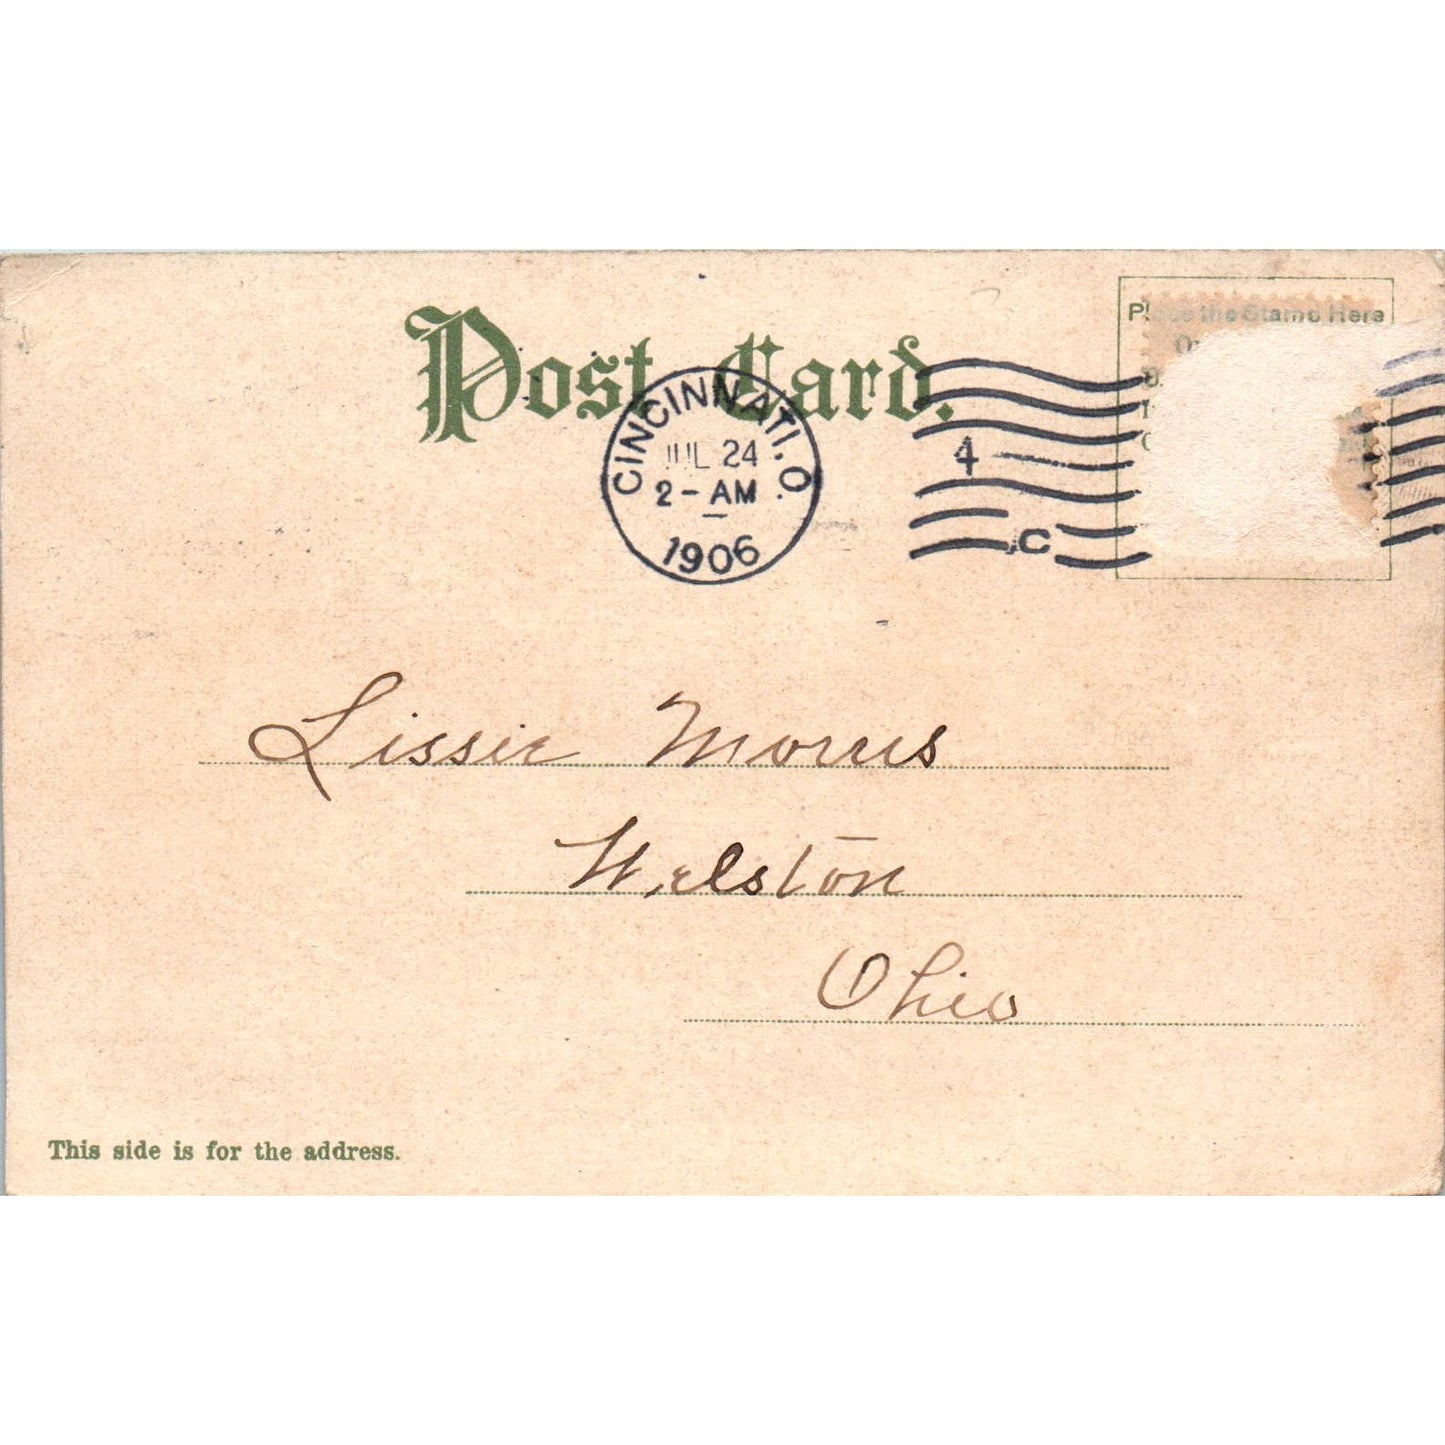 Post Card.
Place the Stamp Here
CINCINNATI, O.
JUL 24
2-AM
1906
4
C
Lissie Morris
Welston
Ohio
This side is for the address.